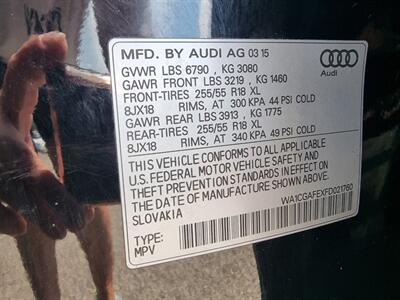 MFD. BY AUDI AG 03 15
GVWR LBS 6790 , KG 3080
GAWR FRONT LBS 3219 , KG 1460
FRONT-TIRES 255/55 R18 XL
8JX18 RIMS, AT 300 KPA 44 PSI COLD
GAWR REAR LBS 3913 , KG 1775
REAR-TIRES 255/55 R18 XL
8JX18 RIMS, AT 340 KPA 49 PSI COLD
THIS VEHICLE CONFORMS TO ALL APPLICABLE
U.S. FEDERAL MOTOR VEHICLE SAFETY AND
THEFT PREVENTION STANDARDS IN EFFECT ON
THE DATE OF MANUFACTURE SHOWN ABOVE.
SLOVAKIA
WA1CGAFEXFD021760
TYPE:
MPV